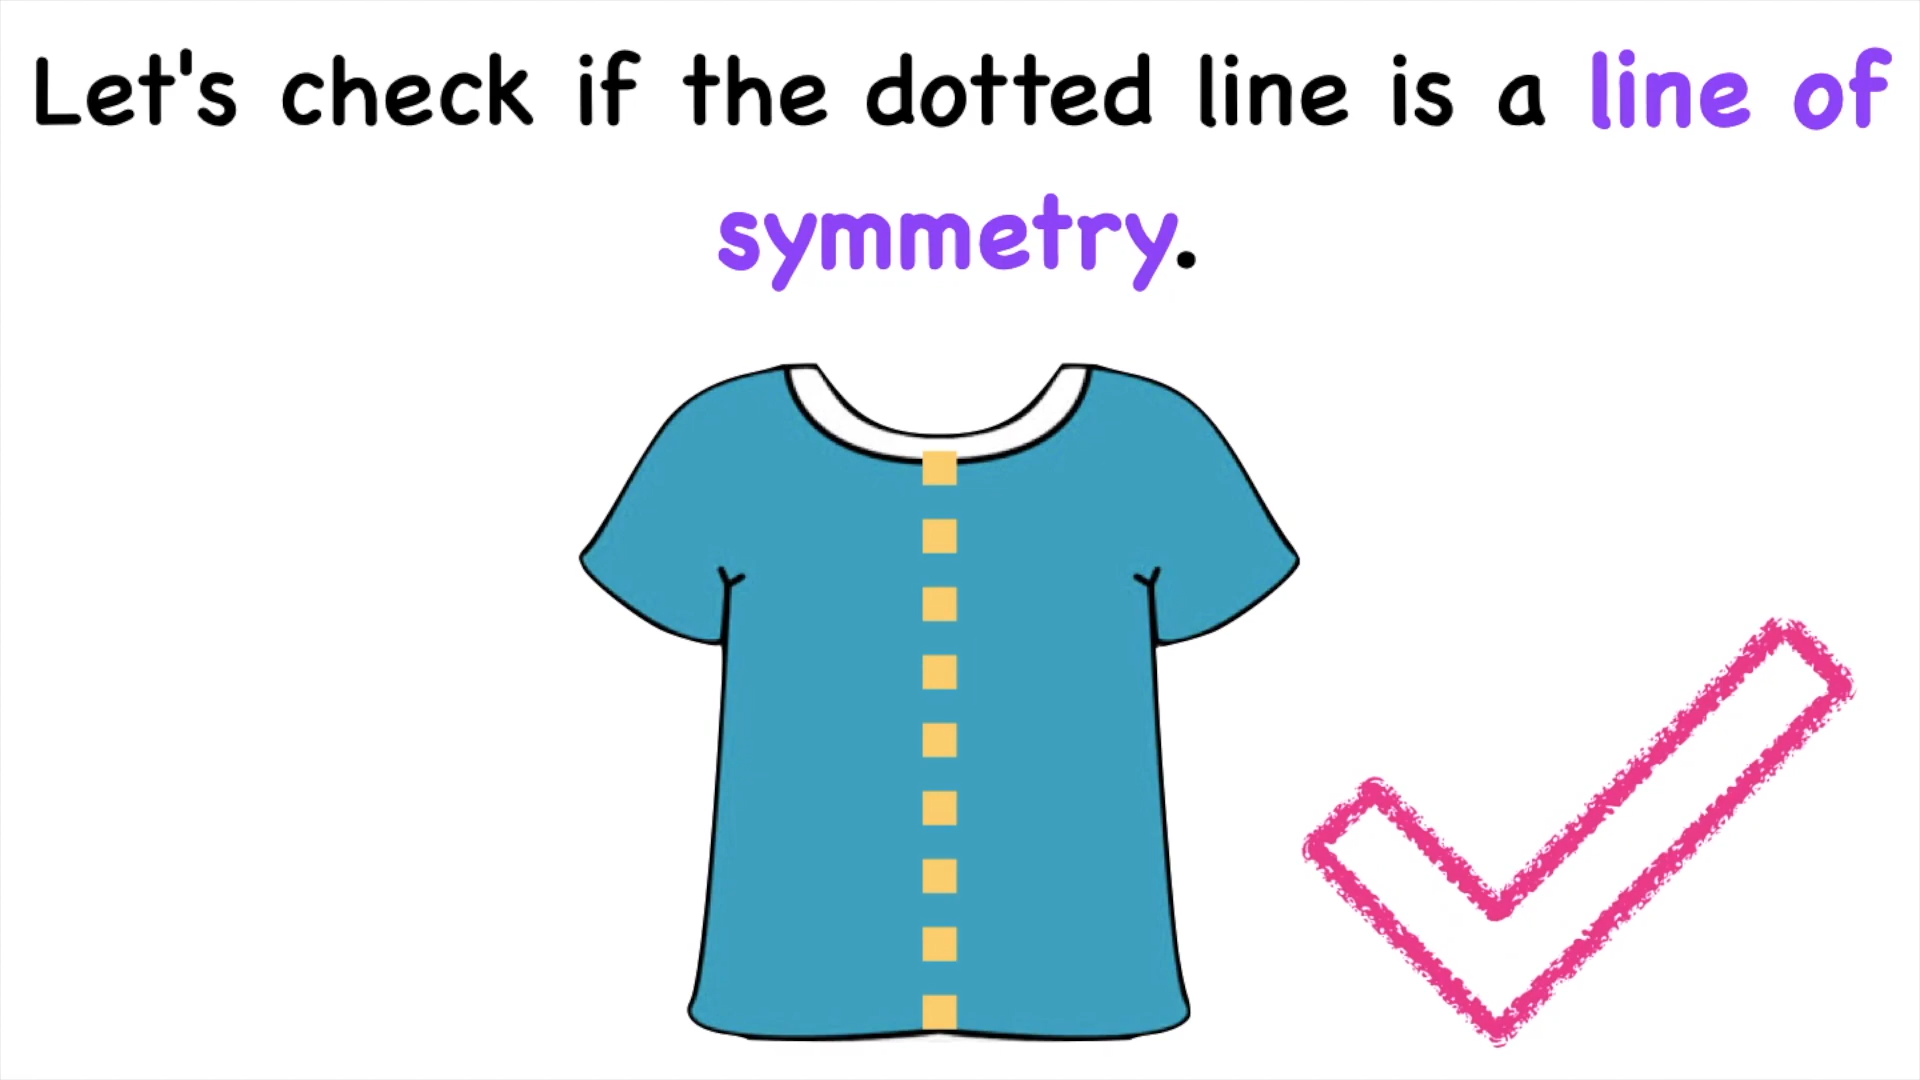 Let's check if the dotted line is a line of
symmetry.